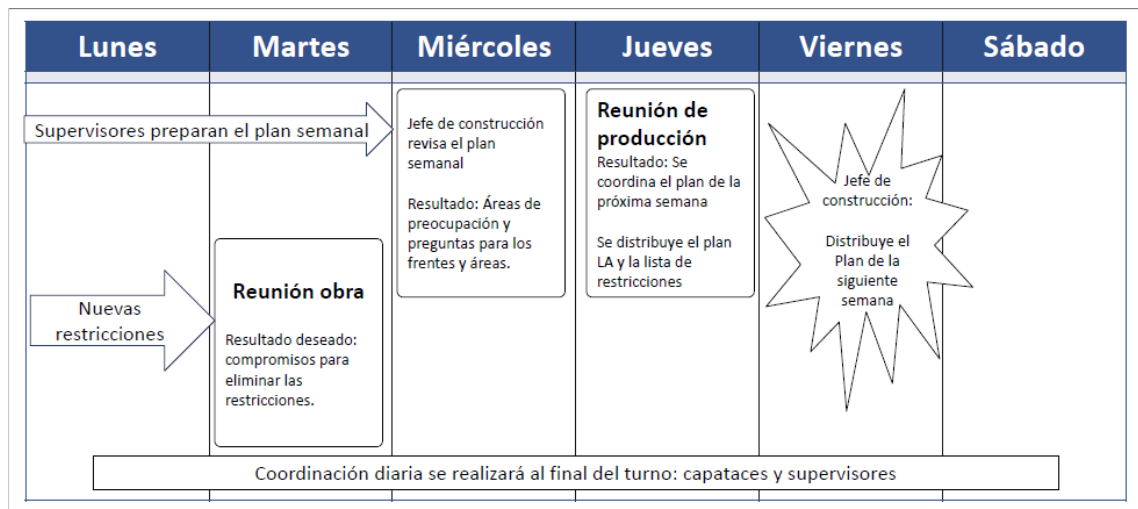 Lunes
Martes
Miércoles
Jueves
Viernes
Sábado
Supervisores preparan el plan semanal
Nuevas
restricciones
Reunión obra
Resultado deseado:
compromisos para
eliminar las
restricciones.
Jefe de construcción
revisa el plan
semanal
Resultado: Áreas de
preocupación y
preguntas para los
frentes y áreas.
Reunión de
producción
Resultado: Se
coordina el plan de la
próxima semana
Se distribuye el plan
LA y la lista de
restricciones
Jefe de
construcción:
Distribuye el
Plan de la
siguiente
semana
Coordinación diaria se realizará al final del turno: capataces y supervisores